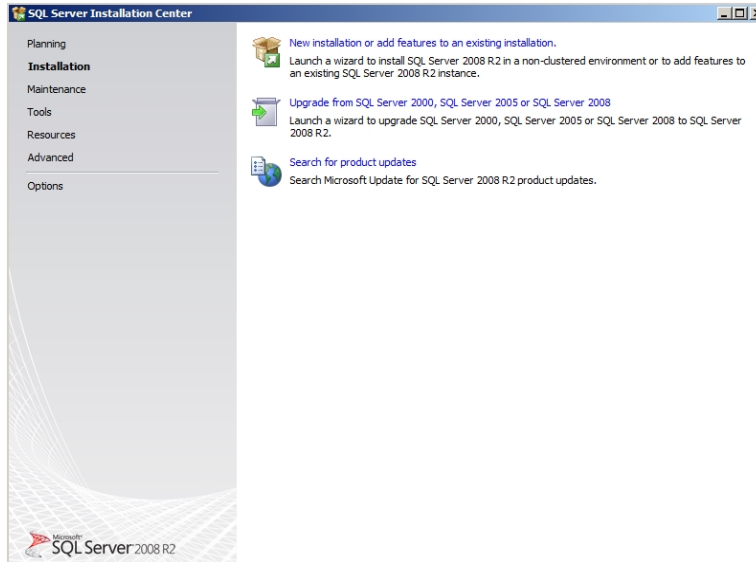 SQL Server Installation Center
Planning
Installation
Maintenance
Tools
Resources
Advanced
Options
New installation or add features to an existing installation.
Launch a wizard to install SQL Server 2008 R2 in a non-clustered environment or to add features to
an existing SQL Server 2008 R2 instance.
Upgrade from SQL Server 2000, SQL Server 2005 or SQL Server 2008
Launch a wizard to upgrade SQL Server 2000, SQL Server 2005 or SQL Server 2008 to SQL Server
2008 R2.
Search for product updates
Search Microsoft Update for SQL Server 2008 R2 product updates.
Microsoft
SQL Server 2008 R2